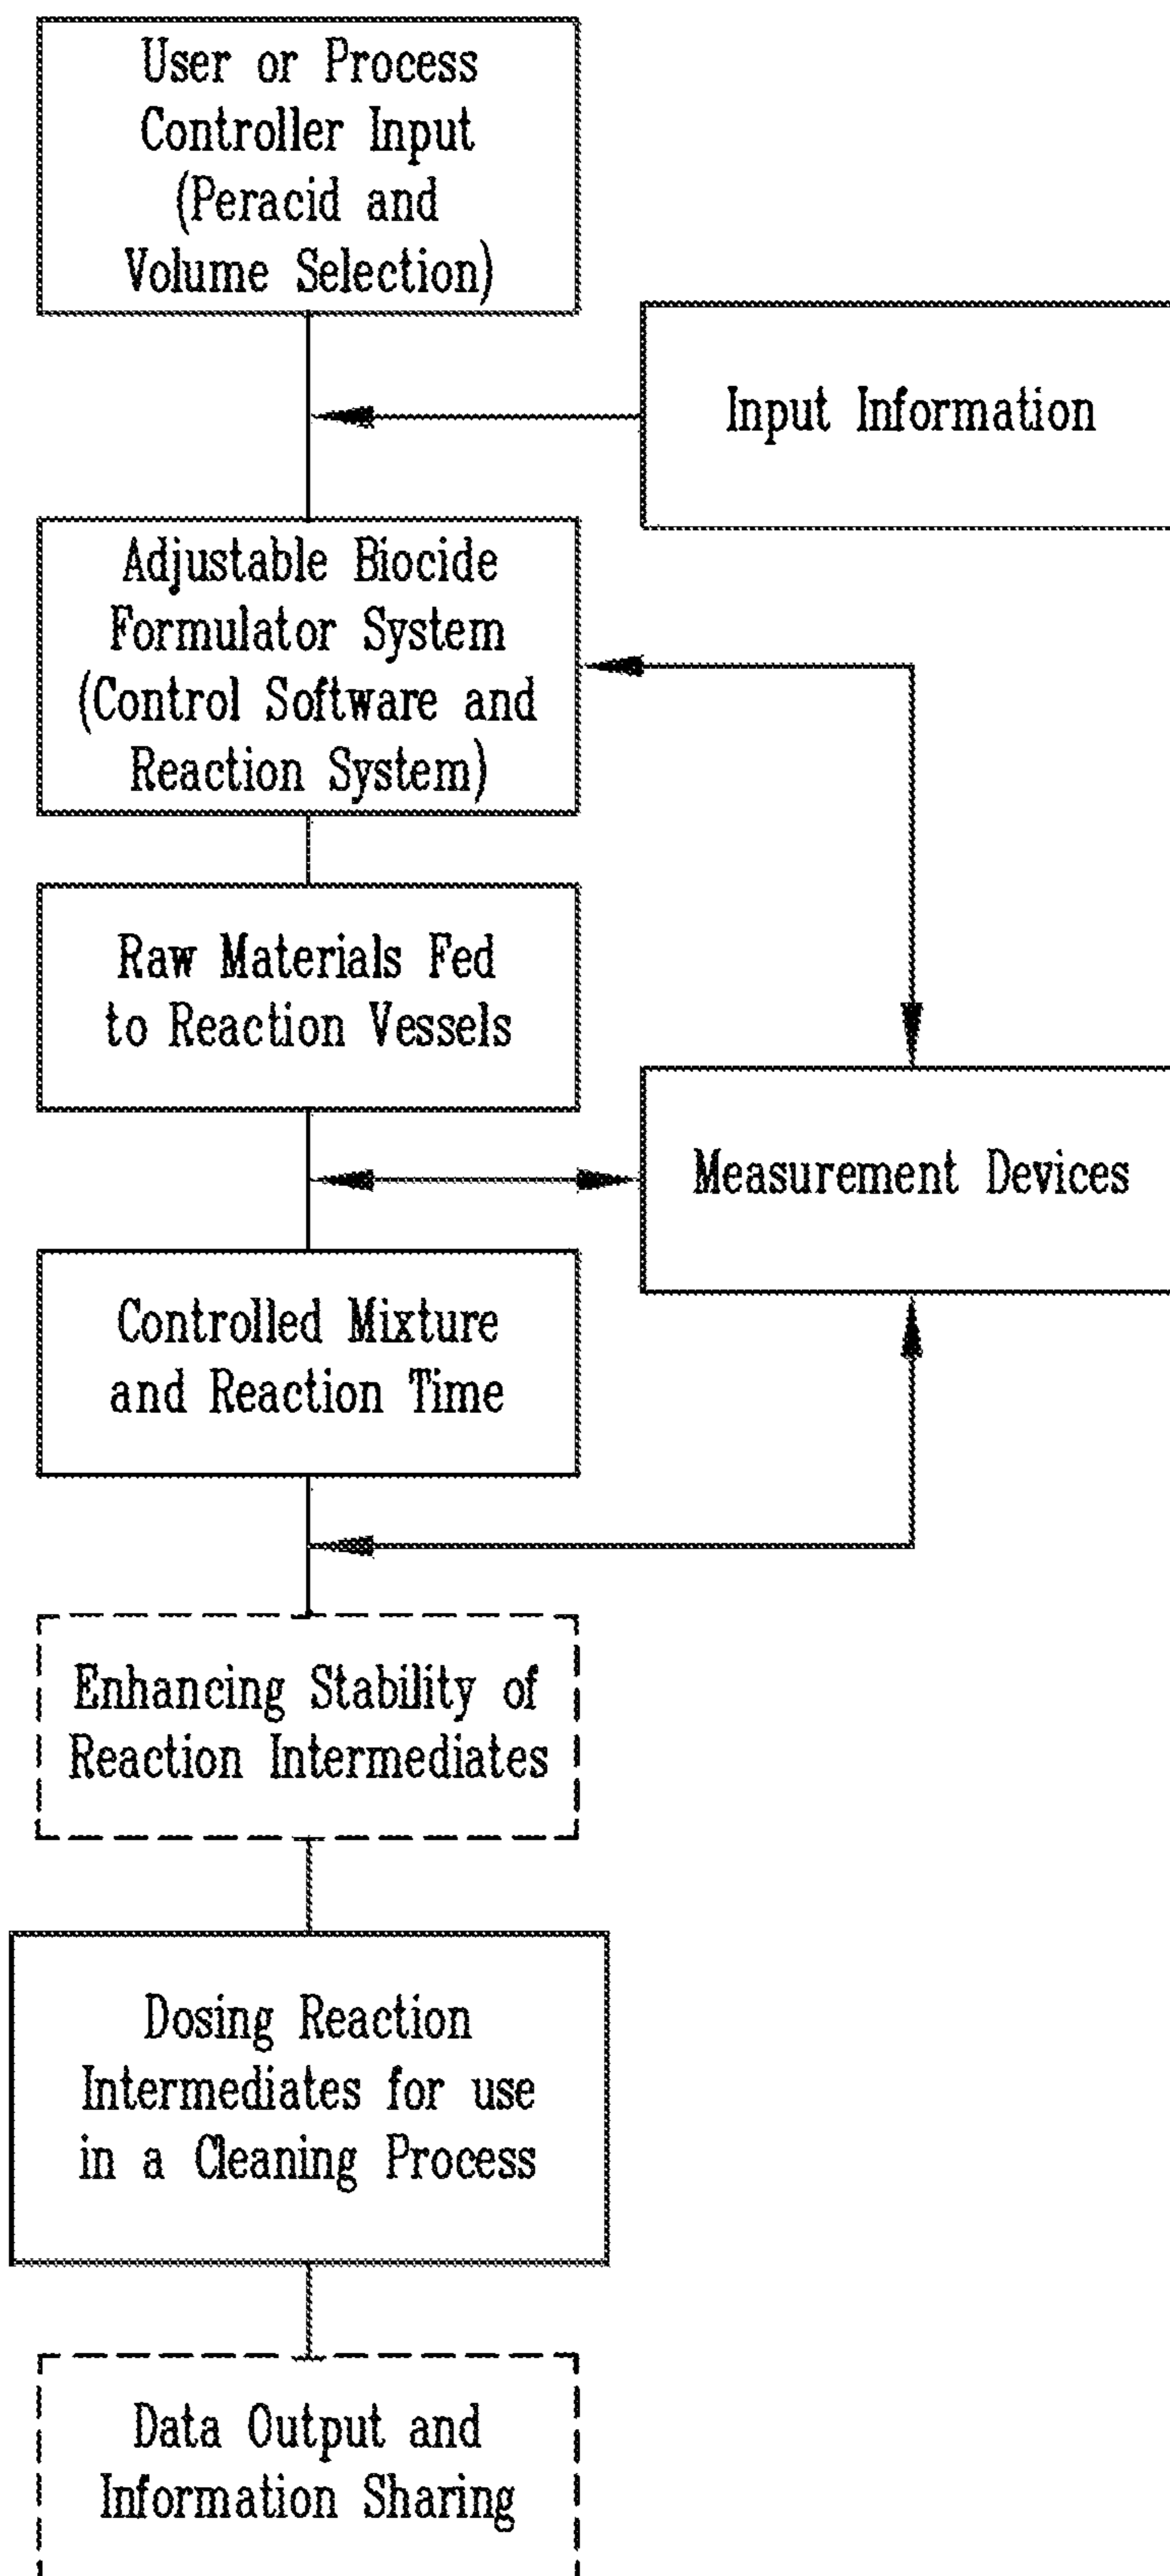 User or Process
Controller Input
(Peracid and
Volume Selection)
Input Information
Adjustable Biocide
Formulator System
(Control Software and
Reaction System)
Raw Materials Fed
to Reaction Vessels
Measurement Devices
Controlled Mixture
and Reaction Time
Enhancing Stability of
Reaction Intermediates
Dosing Reaction
Intermediates for use
in a Cleaning Process
Data Output and
Information Sharing